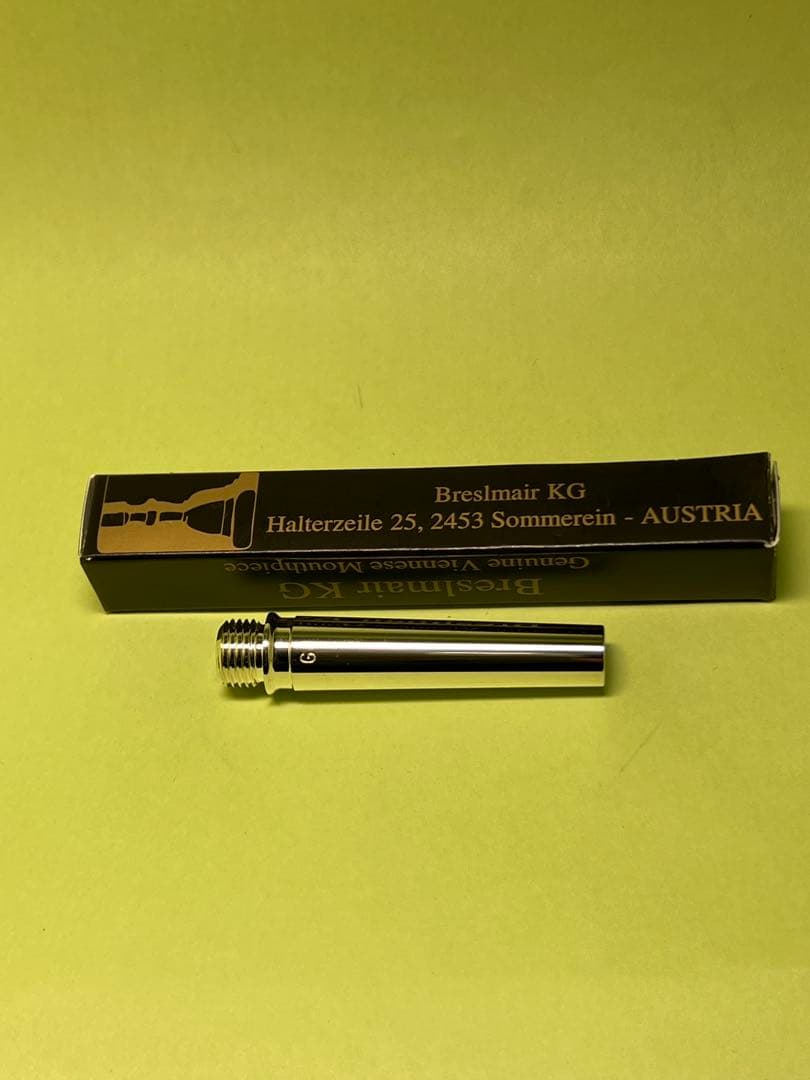 Breslmair KG
Halterzeile 25, 2453 Sommerein - AUSTRIA
Breslmair KG
Genuine Viennese Mouthpiece
G